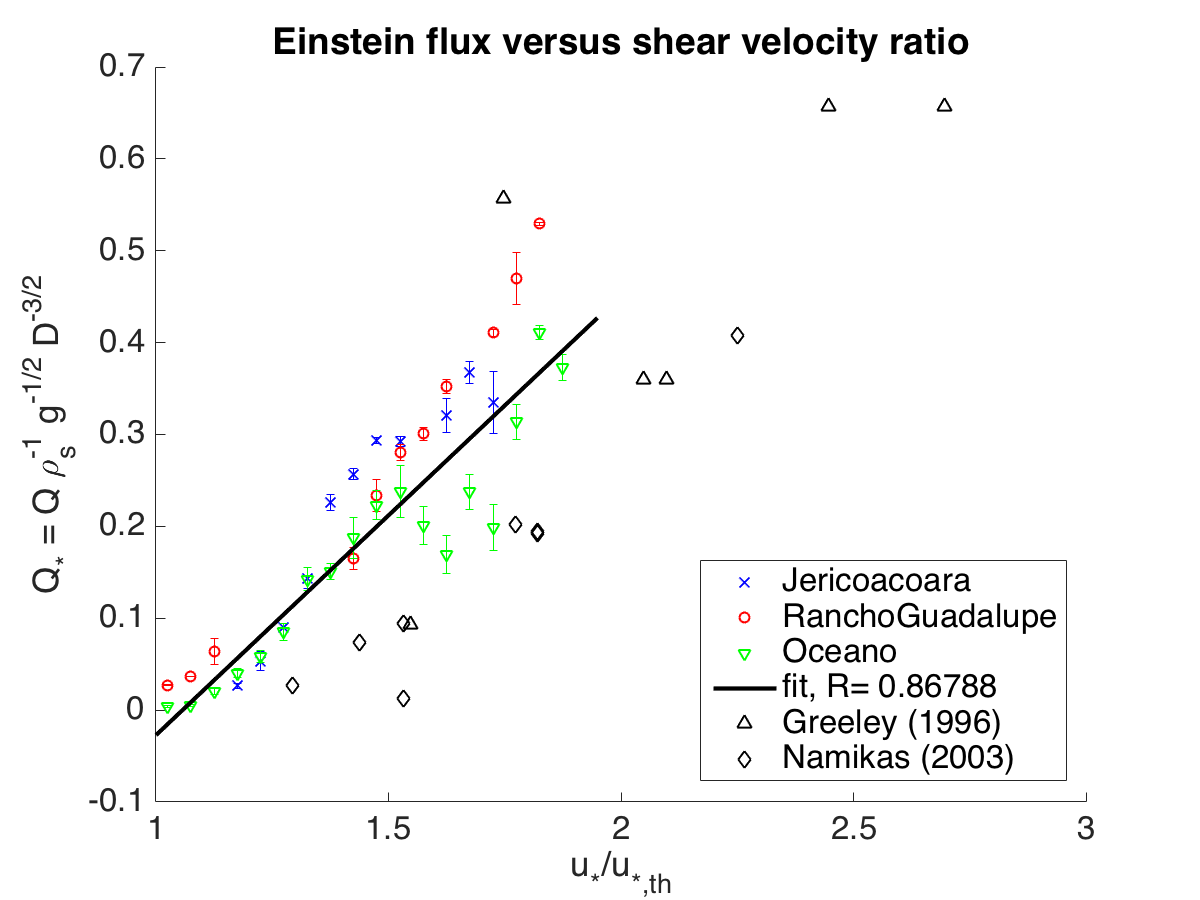 Einstein flux versus shear velocity ratio
0.7
0.6
0.5
0.4
0.3
0.2
0.1
0
-0.1
Q* = Q ρs^-1 g^-1/2 D^-3/2
1 1.5 2 2.5 3
u*/u*,th
Jericoacoara
RanchoGuadalupe
Oceano
fit, R= 0.86788
Greeley (1996)
Namikas (2003)